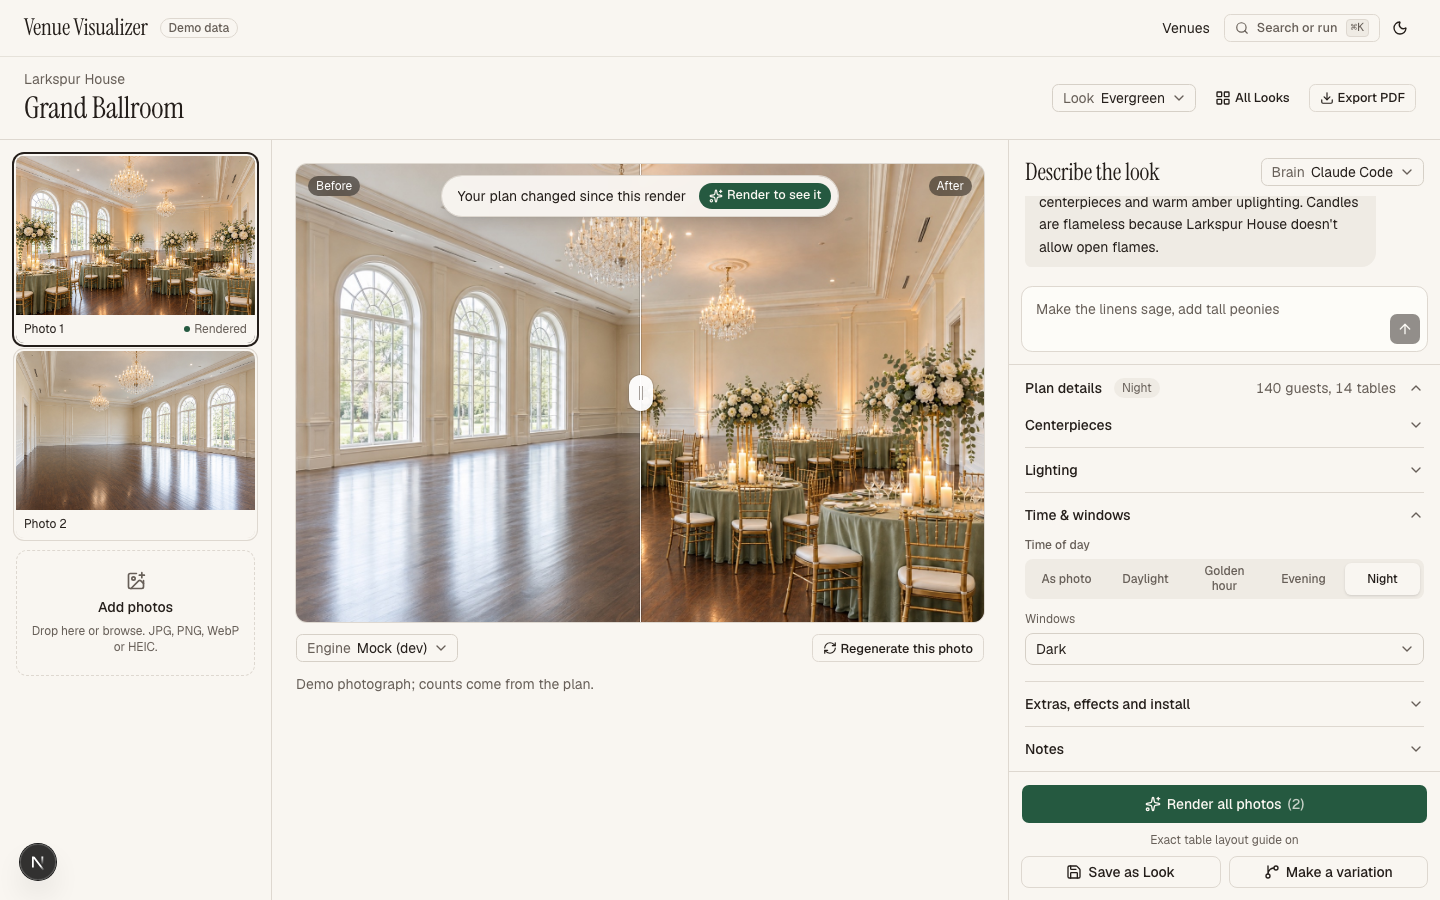 Venue Visualizer
Demo data
Venues
Search or run
⌘K
Larkspur House
Grand Ballroom
Look Evergreen
All Looks
Export PDF
Photo 1
Rendered
Photo 2
Add photos
Drop here or browse. JPG, PNG, WebP
or HEIC.
Before
Your plan changed since this render
Render to see it
After
Engine Mock (dev)
Regenerate this photo
Demo photograph; counts come from the plan.
Describe the look
Brain Claude Code
centerpieces and warm amber uplighting. Candles
are flameless because Larkspur House doesn't
allow open flames.
Make the linens sage, add tall peonies
Plan details
Night
140 guests, 14 tables
Centerpieces
Lighting
Time & windows
Time of day
As photo
Daylight
Golden
hour
Evening
Night
Windows
Dark
Extras, effects and install
Notes
Render all photos (2)
Exact table layout guide on
Save as Look
Make a variation
N